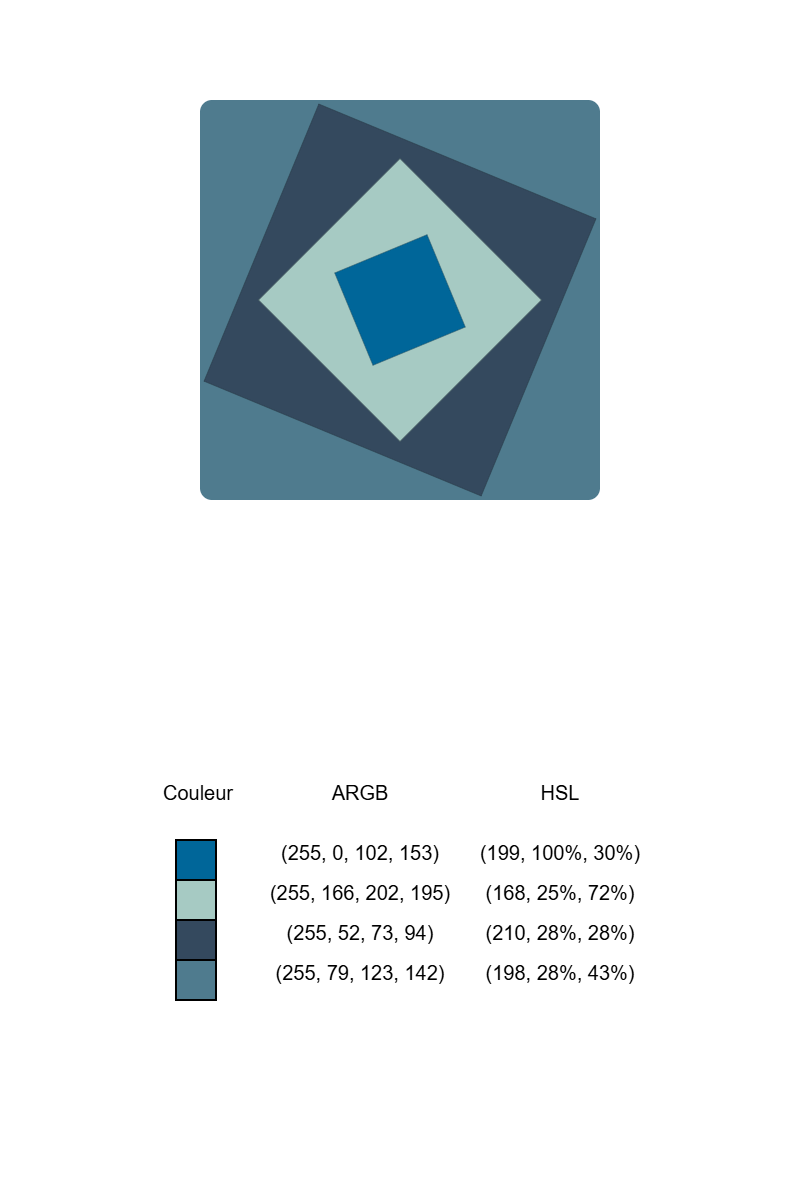 Couleur ARGB HSL
(255, 0, 102, 153) (199, 100%, 30%)
(255, 166, 202, 195) (168, 25%, 72%)
(255, 52, 73, 94) (210, 28%, 28%)
(255, 79, 123, 142) (198, 28%, 43%)